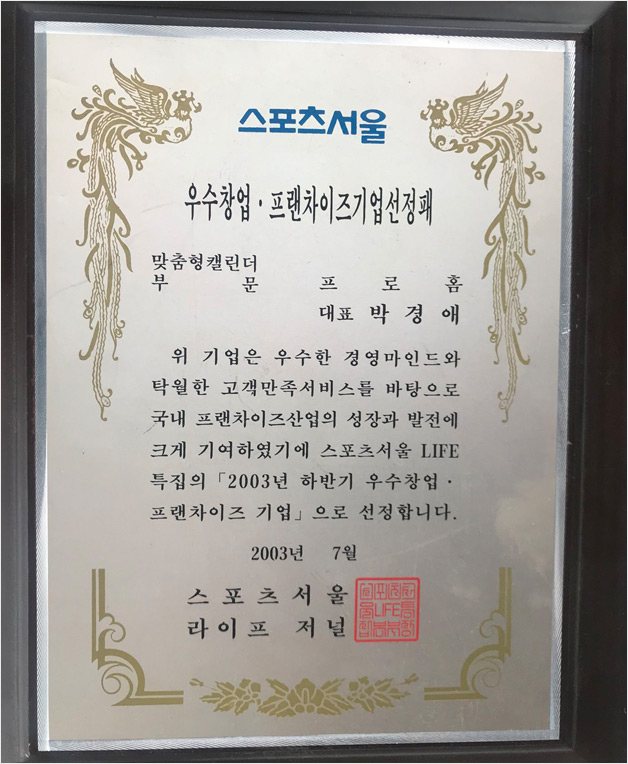 스포츠서울
우수창업·프랜차이즈기업선정패
맞춤형캘린더
부문 프로홈
대표 박경애
위 기업은 우수한 경영마인드와
탁월한 고객만족서비스를 바탕으로
국내 프랜차이즈산업의 성장과 발전에
크게 기여하였기에 스포츠서울 LIFE
특집의 「2003년 하반기 우수창업·
프랜차이즈 기업」으로 선정합니다.
2003년 7월
스포츠서울
라이프 저널
LIFE